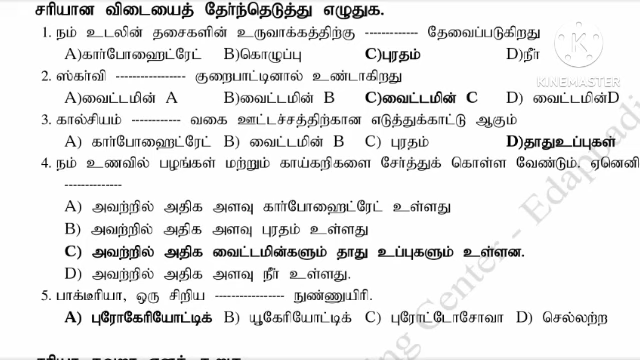 சரியான விடையைத் தேர்ந்தெடுத்து எழுதுக.
1. நம் உடலின் தசைகளின் உருவாக்கத்திற்கு ------------ தேவைப்படுகிறது
A)கார்போஹைட்ரேட் B)கொழுப்பு C)புரதம் D)நீர்
KINEMASTER
2. ஸ்கர்வி ---------------- குறைபாட்டினால் உண்டாகிறது
A)வைட்டமின் A B)வைட்டமின் B C)வைட்டமின் C D) வைட்டமின்D
3. கால்சியம் ----------- வகை ஊட்டச்சத்திற்கான எடுத்துக்காட்டு ஆகும்
A) கார்போஹைட்ரேட் B) வைட்டமின் B C) புரதம் D)தாதுஉப்புகள்
4. நம் உணவில் பழங்கள் மற்றும் காய்கறிகளை சேர்த்துக் கொள்ள வேண்டும். ஏனெனி
-------------
A) அவற்றில் அதிக அளவு கார்போஹைட்ரேட் உள்ளது
B) அவற்றில் அதிக அளவு புரதம் உள்ளது
C) அவற்றில் அதிக வைட்டமின்களும் தாது உப்புகளும் உள்ளன.
D) அவற்றில் அதிக அளவு நீர் உள்ளது.
5. பாக்டீரியா, ஒரு சிறிய ---------------- நுண்ணுயிரி.
A) புரோகேரியோட்டிக் B) யூகேரியோட்டிக் C) புரோட்டோசோவா D) செல்லற்ற
ng Center - Edappadi